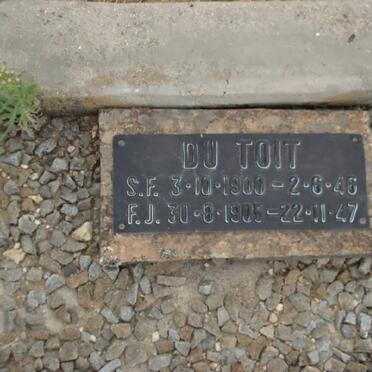 DU TOIT
S.F. 3·10·1900 – 2·6·46
F.J. 30·8·1905–22·11·47